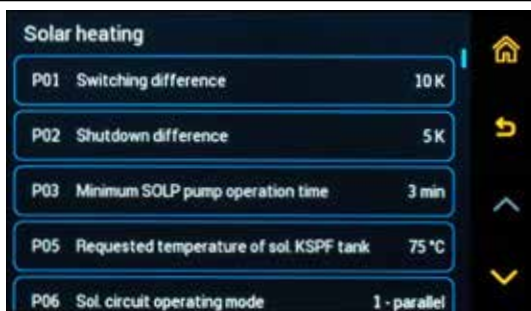 Solar heating
P01 Switching difference 10 K
P02 Shutdown difference 5 K
P03 Minimum SOLP pump operation time 3 min
P05 Requested temperature of sol. KSPF tank 75 °C
P06 Sol. circuit operating mode 1 - parallel